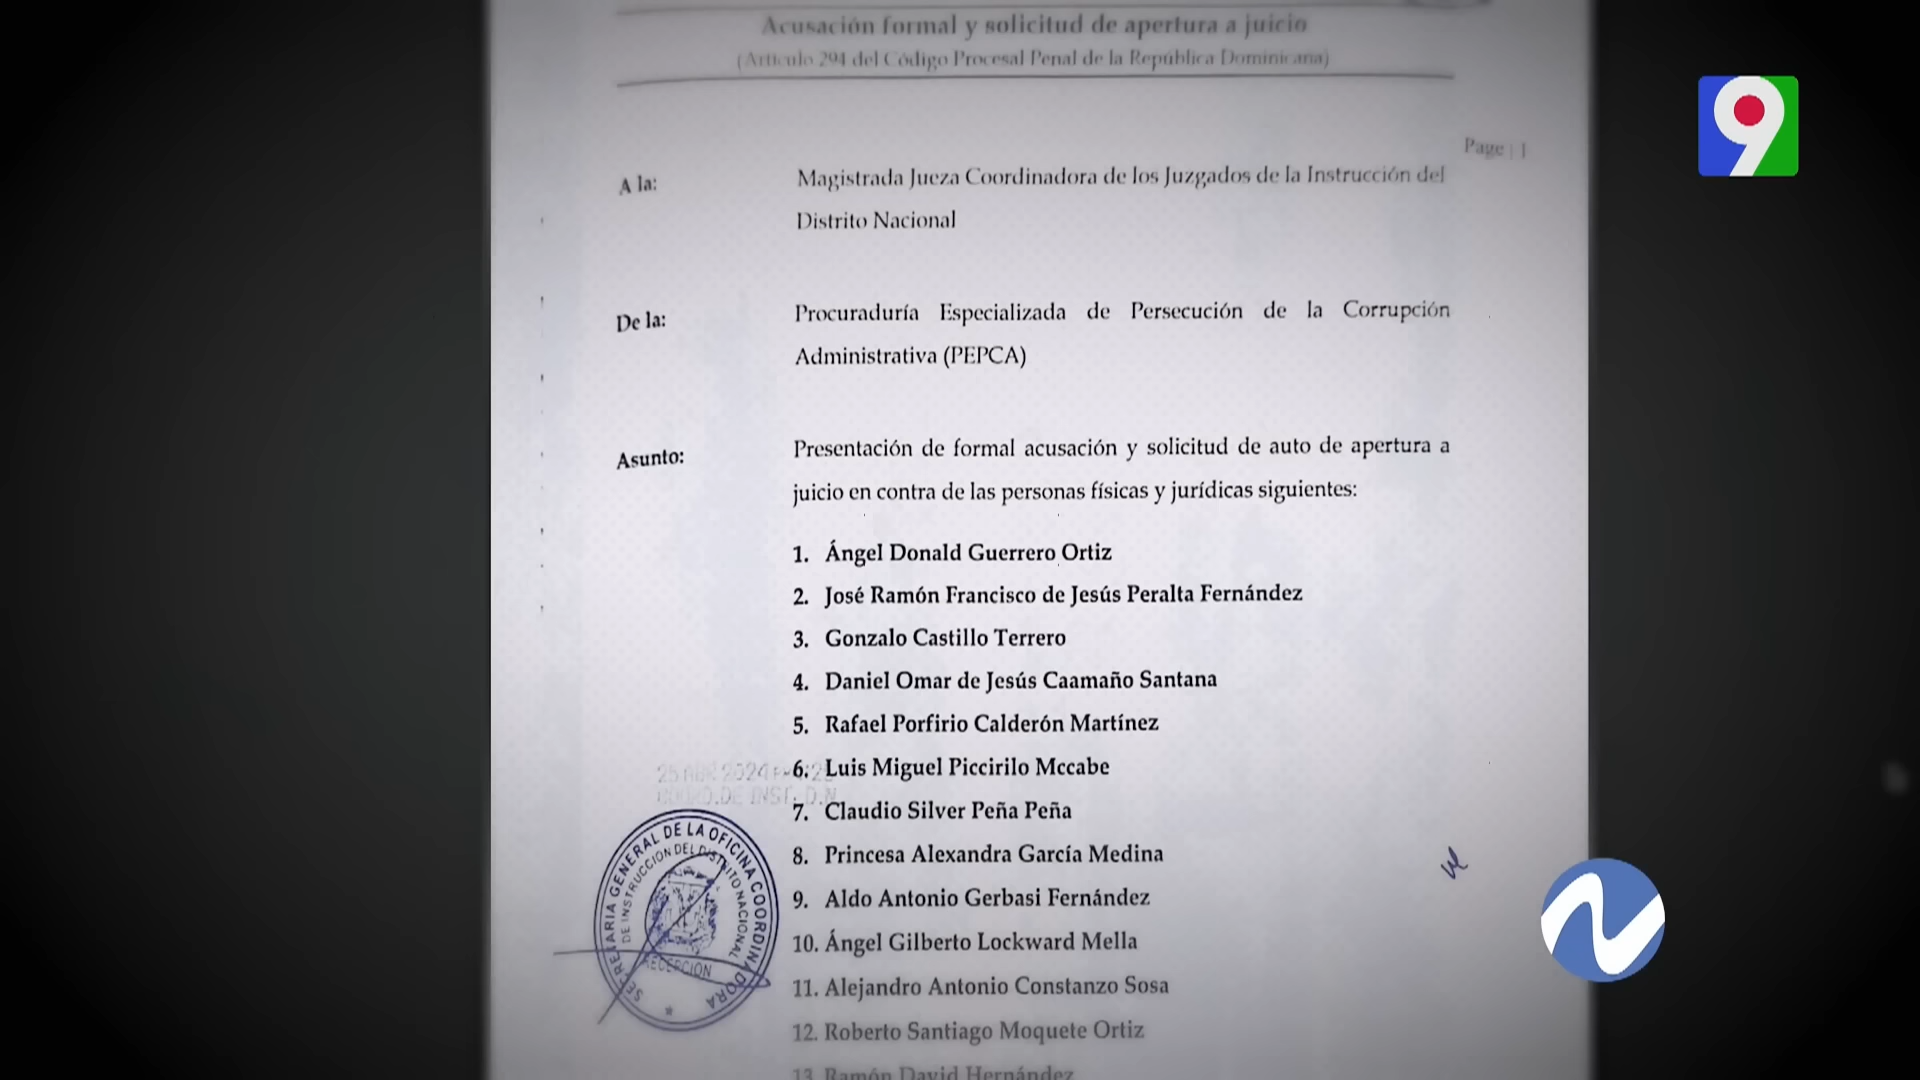 Acusación formal y solicitud de apertura a juicio
(Artículo 294 del Código Procesal Penal de la República Dominicana)
Page | 1
A la: Magistrada Jueza Coordinadora de los Juzgados de la Instrucción del
Distrito Nacional
De la: Procuraduría Especializada de Persecución de la Corrupción
Administrativa (PEPCA)
Asunto: Presentación de formal acusación y solicitud de auto de apertura a
juicio en contra de las personas físicas y jurídicas siguientes:
1. Ángel Donald Guerrero Ortiz
2. José Ramón Francisco de Jesús Peralta Fernández
3. Gonzalo Castillo Terrero
4. Daniel Omar de Jesús Caamaño Santana
5. Rafael Porfirio Calderón Martínez
6. Luis Miguel Piccirilo Mccabe
7. Claudio Silver Peña Peña
8. Princesa Alexandra García Medina
9. Aldo Antonio Gerbasi Fernández
10. Ángel Gilberto Lockward Mella
11. Alejandro Antonio Constanzo Sosa
12. Roberto Santiago Moquete Ortiz
13. Ramón David Hernández
SECRETARIA GENERAL DE LA OFICINA COORDINADORA
DE INSTRUCCION DEL DISTRITO NACIONAL
RECEPCION
9